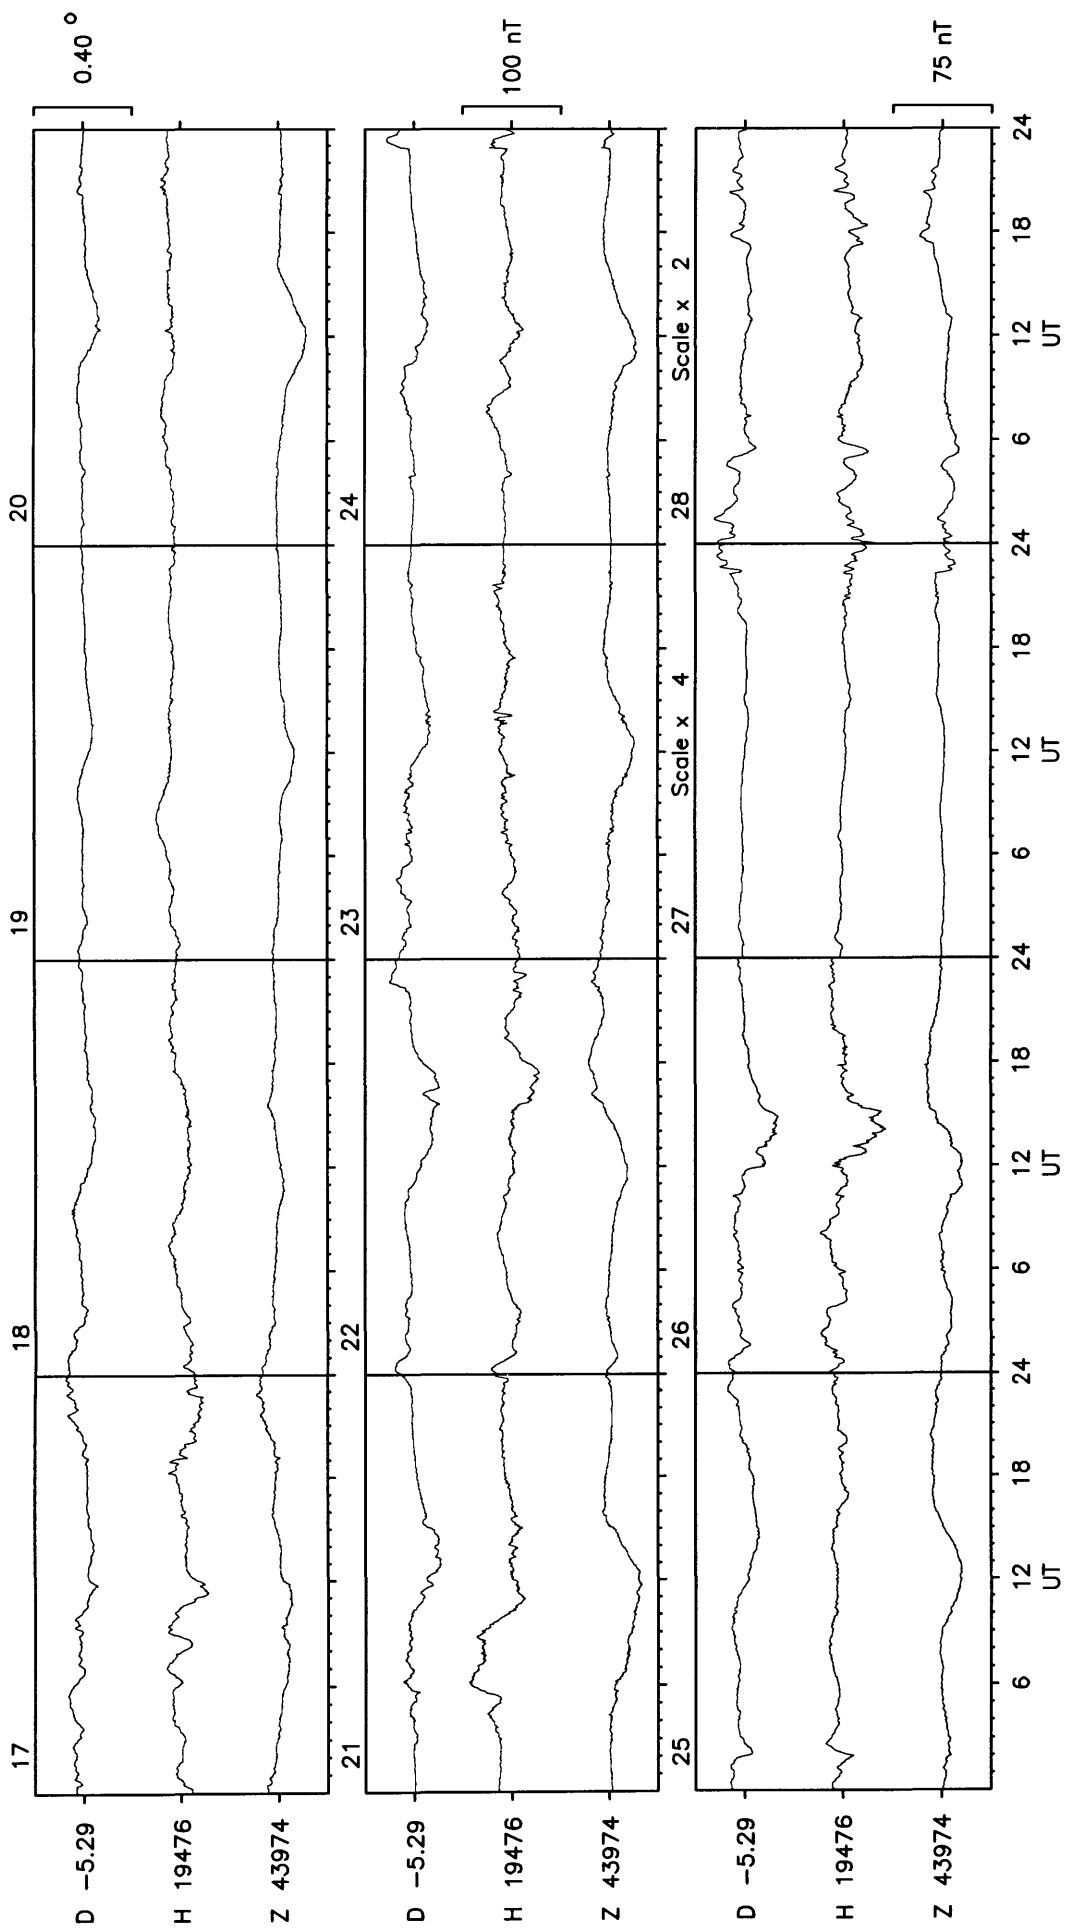 17 18 19 20
D -5.29 0.40 °
H 19476
Z 43974
21 22 23 24
D -5.29
H 19476 100 nT
Z 43974
25 26 27 Scale x 4 28 Scale x 2
D -5.29
H 19476
Z 43974 75 nT
6 12 18 24 6 12 18 24 6 12 18 24 6 12 18 24
UT UT UT UT